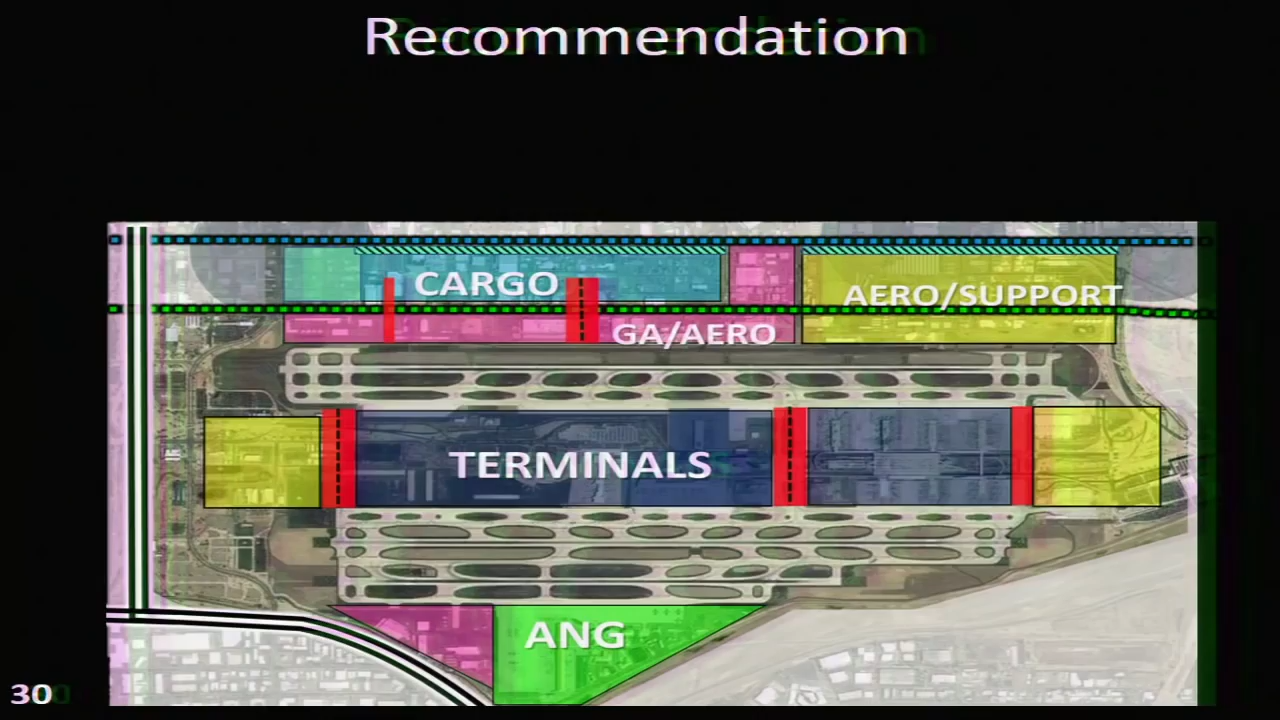 Recommendation
CARGO
AERO/SUPPORT
GA/AERO
TERMINALS
ANG
30